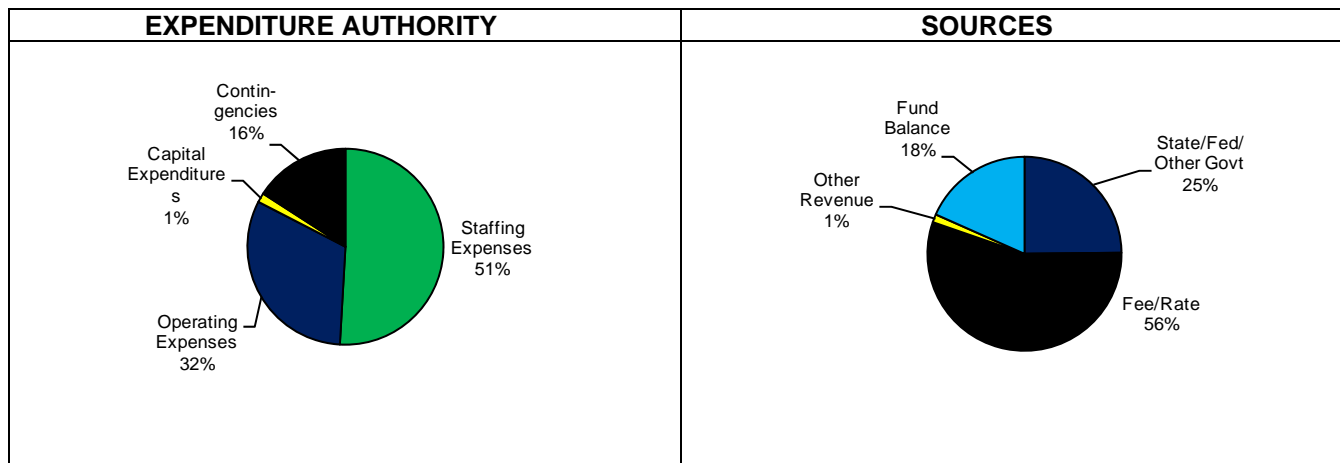 EXPENDITURE AUTHORITY
Contin-
gencies
16%
Capital
Expenditure
s
1%
Staffing
Expenses
51%
Operating
Expenses
32%
SOURCES
Fund
Balance
18%
State/Fed/
Other Govt
25%
Other
Revenue
1%
Fee/Rate
56%